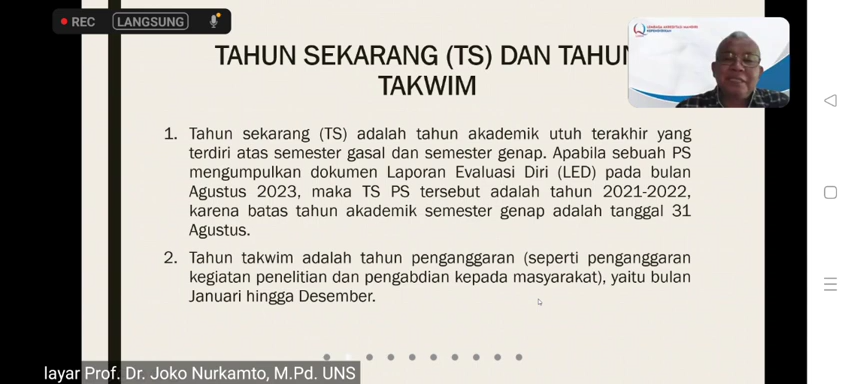 REC LANGSUNG
TAHUN SEKARANG (TS) DAN TAHUN
TAKWIM
1. Tahun sekarang (TS) adalah tahun akademik utuh terakhir yang
terdiri atas semester gasal dan semester genap. Apabila sebuah PS
mengumpulkan dokumen Laporan Evaluasi Diri (LED) pada bulan
Agustus 2023, maka TS PS tersebut adalah tahun 2021-2022,
karena batas tahun akademik semester genap adalah tanggal 31
Agustus.
2. Tahun takwim adalah tahun penganggaran (seperti penganggaran
kegiatan penelitian dan pengabdian kepada masyarakat), yaitu bulan
Januari hingga Desember.
layar Prof. Dr. Joko Nurkamto, M.Pd. UNS